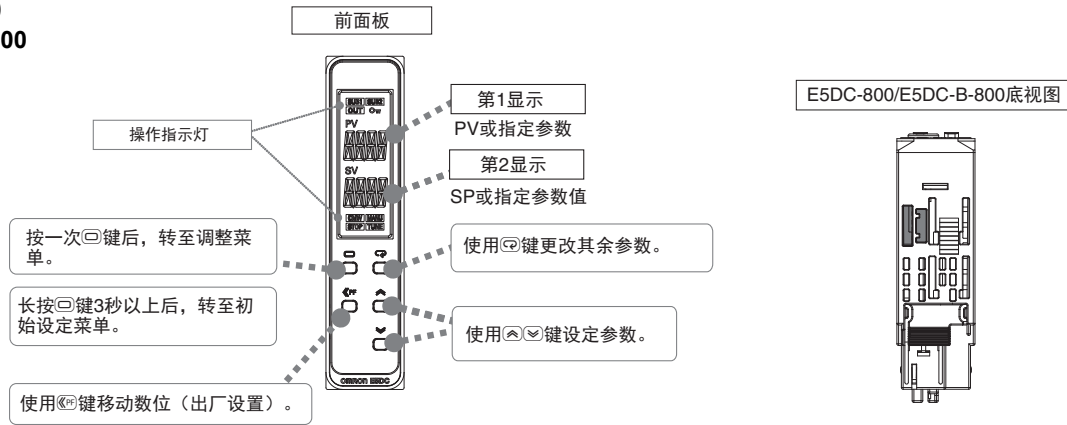 00
前面板
E5DC-800/E5DC-B-800底视图
操作指示灯
SUB1 SUB2
OUT
PV
SV
CMW MANU
STOP TUNE
PF
omron E5DC
第1显示
PV或指定参数
第2显示
SP或指定参数值
按一次键后，转至调整菜
单。
长按键3秒以上后，转至初
始设定菜单。
使用PF键移动数位（出厂设置）。
使用键更改其余参数。
使用键设定参数。